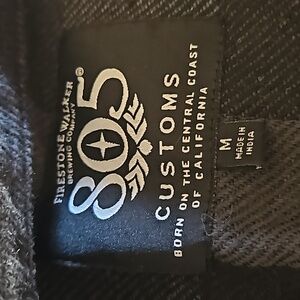 FIRESTONE WALKER
BREWING COMPANY
805
CUSTOMS
BORN ON THE CENTRAL COAST
OF CALIFORNIA
M
MADE IN
INDIA